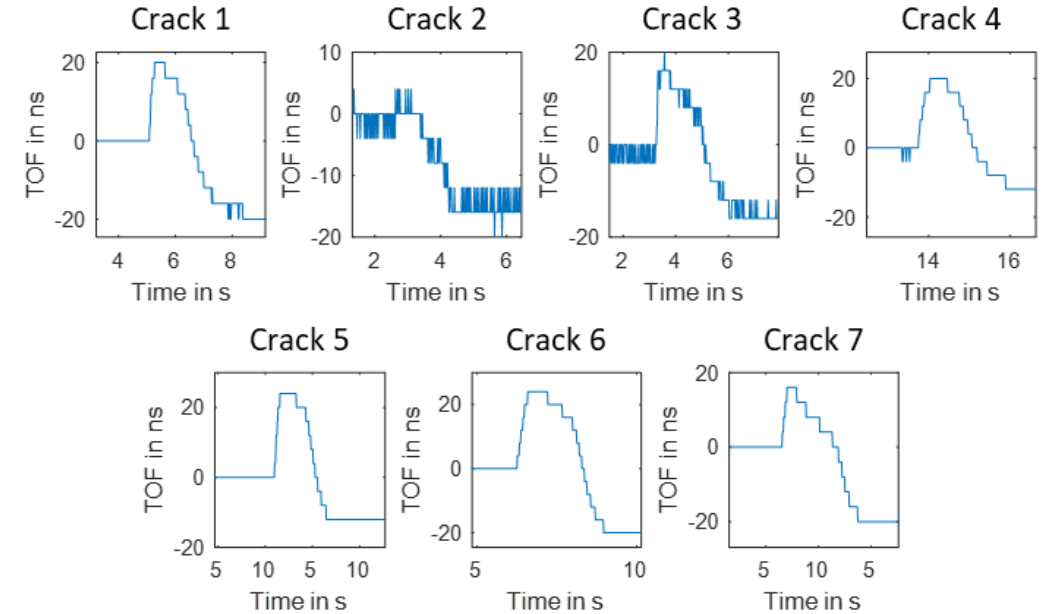 Crack 1
Crack 2
Crack 3
Crack 4
TOF in ns
20
0
-20
4 6 8
Time in s
TOF in ns
10
0
-10
-20
2 4 6
Time in s
TOF in ns
20
0
-20
2 4 6
Time in s
TOF in ns
20
0
-20
14 16
Time in s
Crack 5
Crack 6
Crack 7
TOF in ns
20
0
-20
5 10 5 10
Time in s
TOF in ns
20
0
-20
5 10
Time in s
TOF in ns
20
0
-20
5 10 5
Time in s